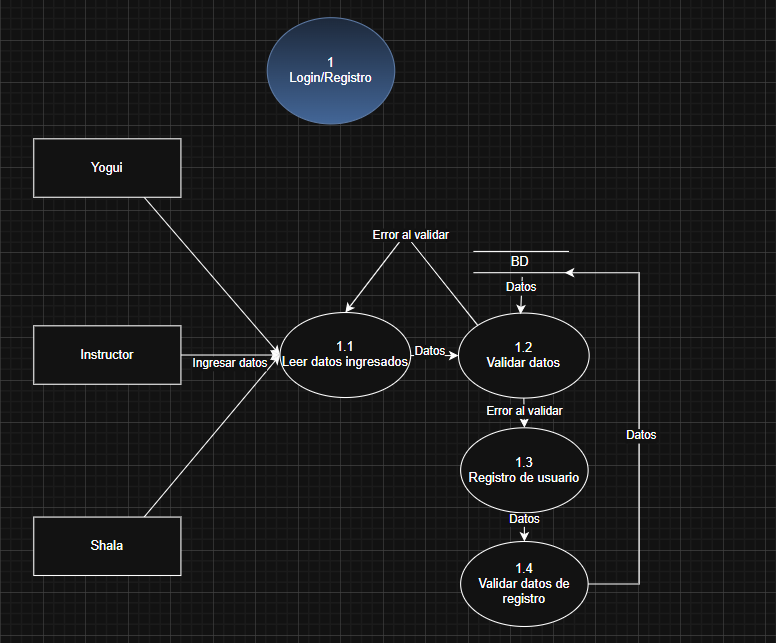 1
Login/Registro
Yogui
Error al validar
BD
Datos
Instructor
Ingresar datos
1.1
Leer datos ingresados
Datos
1.2
Validar datos
Error al validar
Datos
1.3
Registro de usuario
Datos
Shala
1.4
Validar datos de
registro